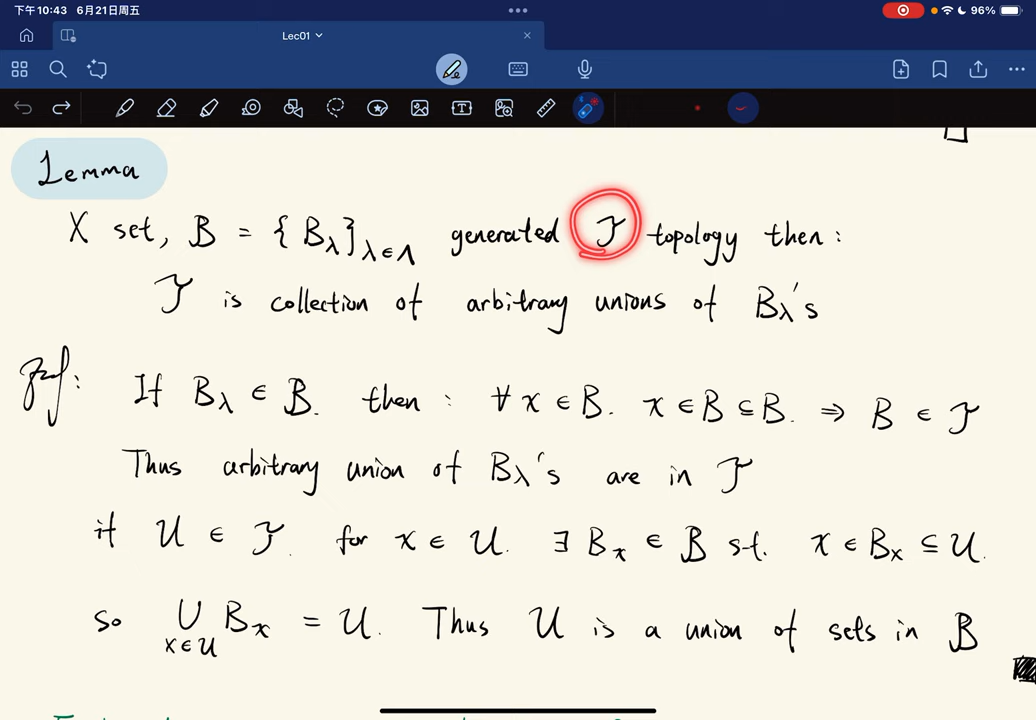 下午10:43 6月21日周五
96%
Lec01
Lemma
X set, B = { Bλ }λ∈Λ generated 𝒯 topology then :
𝒯 is collection of arbitrary unions of Bλ's
Prf: If Bλ ∈ B. then : ∀ x ∈ B. x ∈ B ⊆ B. ⇒ B ∈ 𝒯
Thus arbitrary union of Bλ's are in 𝒯
if U ∈ 𝒯. for x ∈ U. ∃ Bx ∈ B s.t. x ∈ Bx ⊆ U.
so ∪x∈U Bx = U. Thus U is a union of sets in B